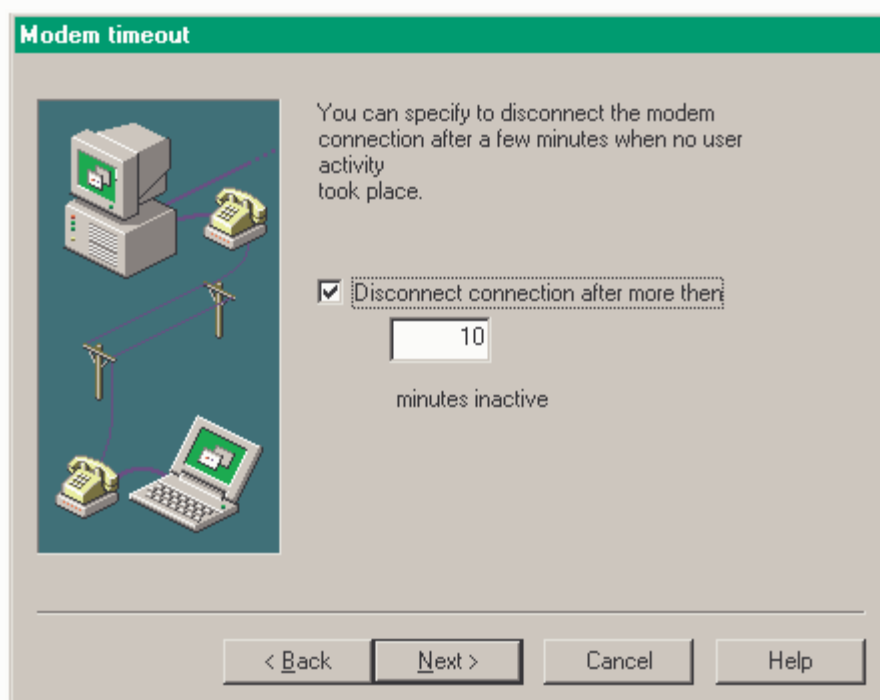 Modem timeout
You can specify to disconnect the modem
connection after a few minutes when no user
activity
took place.
Disconnect connection after more then
10
minutes inactive
< Back
Next >
Cancel
Help